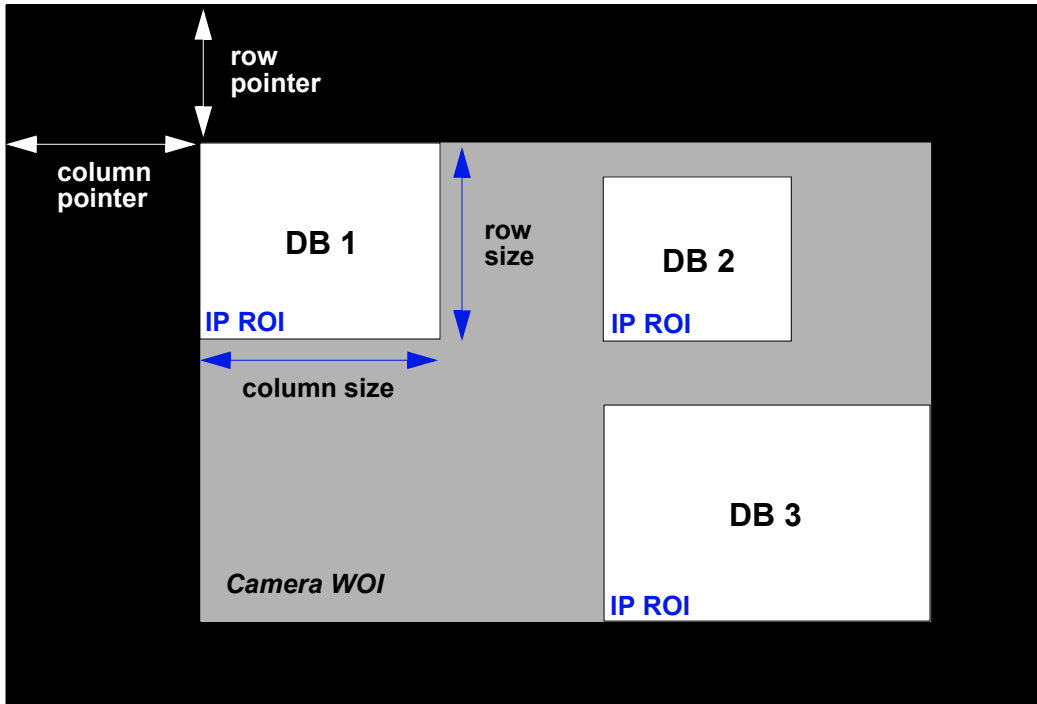 row
pointer
column
pointer
DB 1
IP ROI
row
size
column size
DB 2
IP ROI
DB 3
IP ROI
Camera WOI